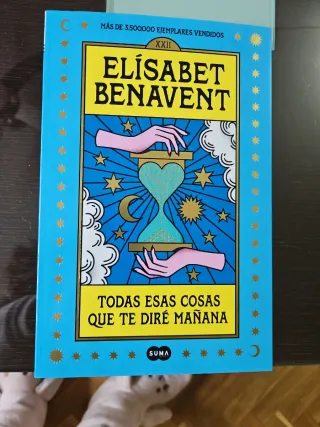 MÁS DE 3.500.000 EJEMPLARES VENDIDOS
XXII
ELÍSABET
BENAVENT
TODAS ESAS COSAS
QUE TE DIRÉ MAÑANA
SUMA